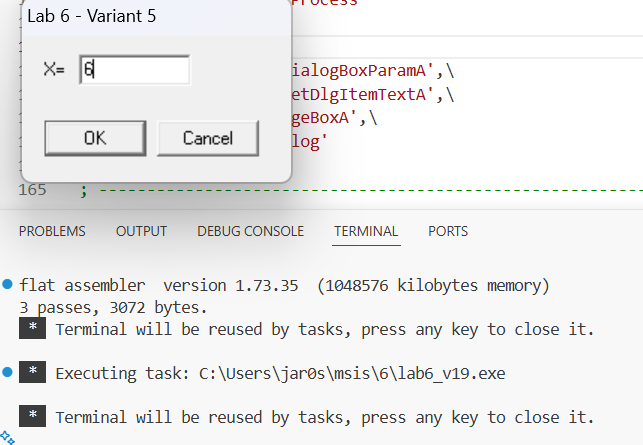 Process
Lab 6 - Variant 5
X= 6
OK Cancel
ialogBoxParamA',\
etDlgItemTextA',\
geBoxA',\
log'
165 ; ---------------------------------------------------
PROBLEMS OUTPUT DEBUG CONSOLE TERMINAL PORTS
flat assembler  version 1.73.35  (1048576 kilobytes memory)
3 passes, 3072 bytes.
* Terminal will be reused by tasks, press any key to close it.
* Executing task: C:\Users\jar0s\msis\6\lab6_v19.exe
* Terminal will be reused by tasks, press any key to close it.